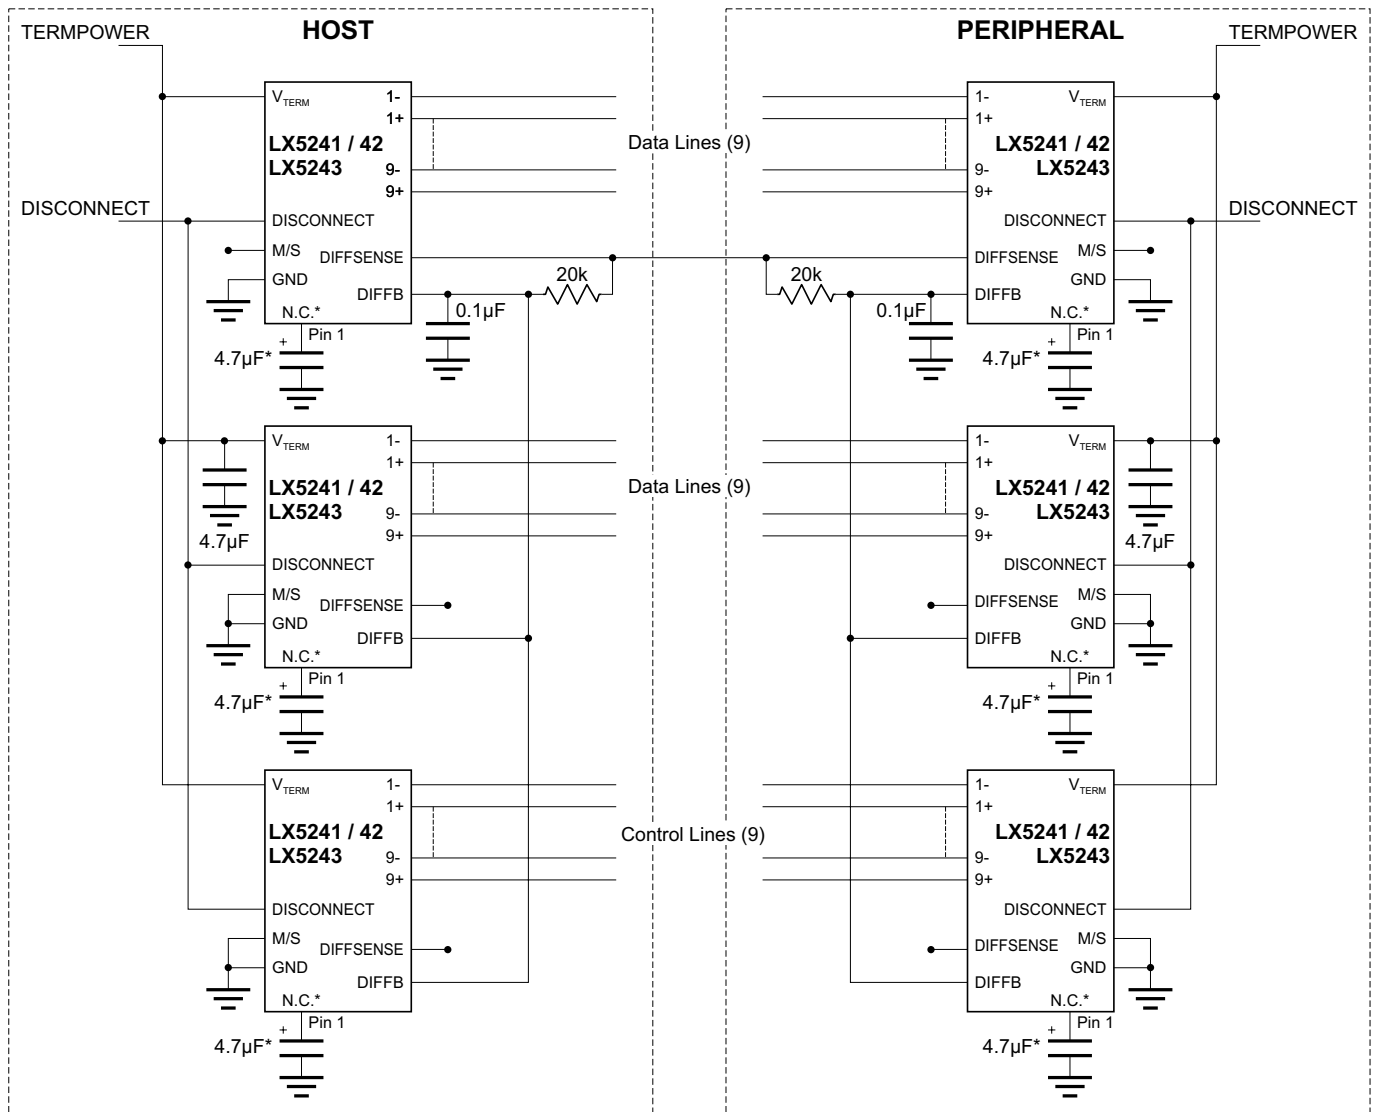 HOST
PERIPHERAL
TERMPOWER
TERMPOWER
VTERM
1-
1+
LX5241 / 42
LX5243
9-
9+
DISCONNECT
DISCONNECT
M/S
DIFFSENSE
GND
DIFFB
N.C.*
Pin 1
+
4.7µF*
0.1µF
20k
Data Lines (9)
20k
0.1µF
1-
1+
VTERM
LX5241 / 42
LX5243
9-
9+
DISCONNECT
DISCONNECT
M/S
DIFFSENSE
GND
DIFFB
N.C.*
Pin 1
+
4.7µF*
VTERM
1-
1+
LX5241 / 42
LX5243
9-
9+
4.7µF
DISCONNECT
M/S
DIFFSENSE
GND
DIFFB
N.C.*
Pin 1
+
4.7µF*
Data Lines (9)
1-
1+
VTERM
LX5241 / 42
LX5243
9-
9+
4.7µF
DISCONNECT
M/S
DIFFSENSE
GND
DIFFB
N.C.*
Pin 1
+
4.7µF*
VTERM
1-
1+
LX5241 / 42
LX5243
9-
9+
DISCONNECT
M/S
DIFFSENSE
GND
DIFFB
N.C.*
Pin 1
+
4.7µF*
Control Lines (9)
1-
1+
VTERM
LX5241 / 42
LX5243
9-
9+
DISCONNECT
M/S
DIFFSENSE
GND
DIFFB
N.C.*
Pin 1
+
4.7µF*